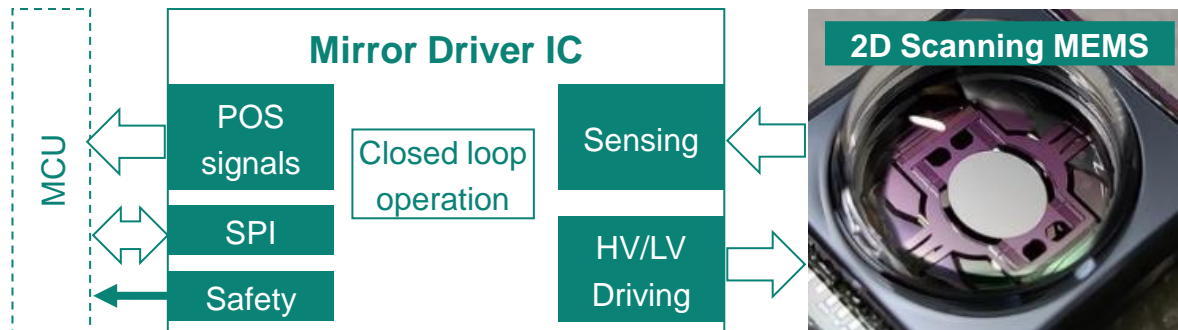 MCU
Mirror Driver IC
POS
signals
SPI
Safety
Closed loop
operation
Sensing
HV/LV
Driving
2D Scanning MEMS